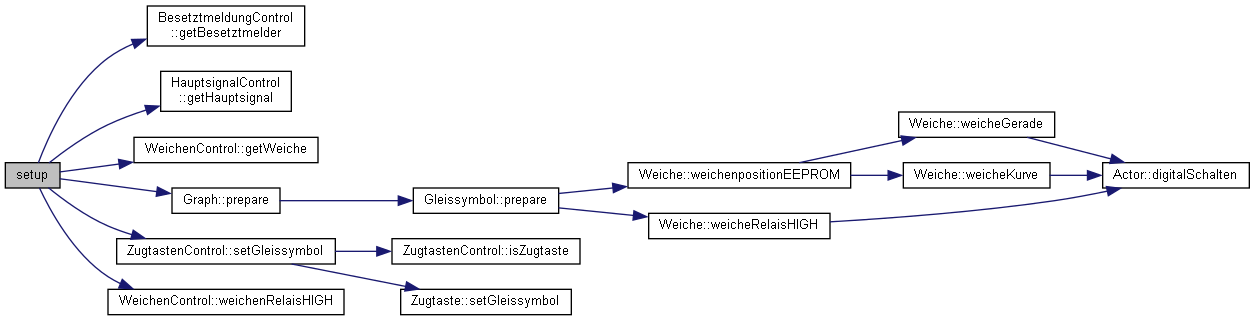 BesetztmeldungControl
::getBesetztmelder
HauptsignalControl
::getHauptsignal
Weiche::weicheGerade
WeichenControl::getWeiche
setup
Weiche::weichenpositionEEPROM
Weiche::weicheKurve
Actor::digitalSchalten
Graph::prepare
Gleissymbol::prepare
Weiche::weicheRelaisHIGH
ZugtastenControl::setGleissymbol
ZugtastenControl::isZugtaste
WeichenControl::weichenRelaisHIGH
Zugtaste::setGleissymbol